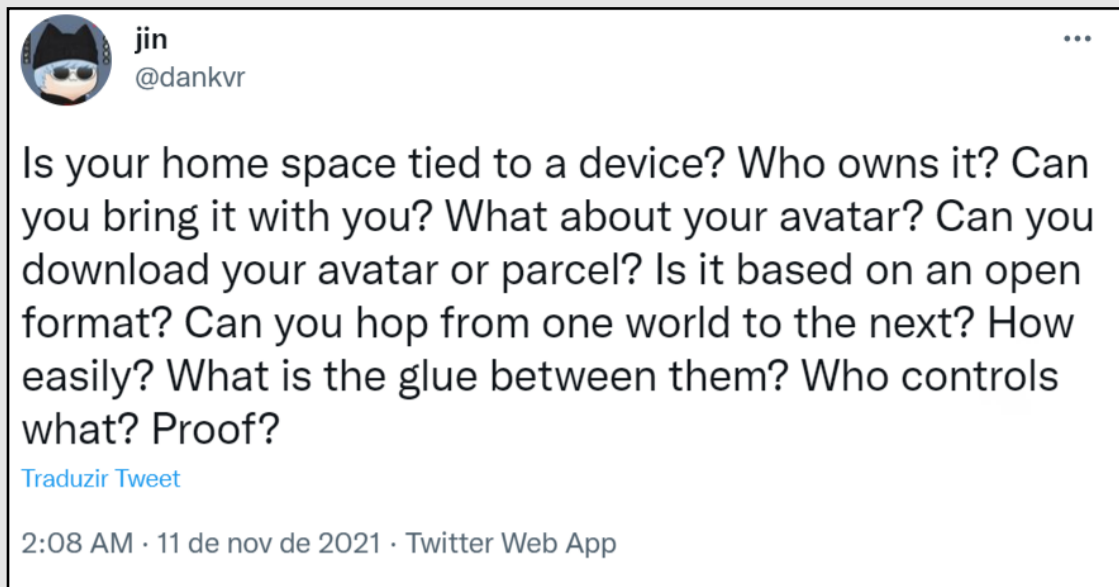 jin
@dankvr
Is your home space tied to a device? Who owns it? Can
you bring it with you? What about your avatar? Can you
download your avatar or parcel? Is it based on an open
format? Can you hop from one world to the next? How
easily? What is the glue between them? Who controls
what? Proof?
Traduzir Tweet
2:08 AM · 11 de nov de 2021 · Twitter Web App